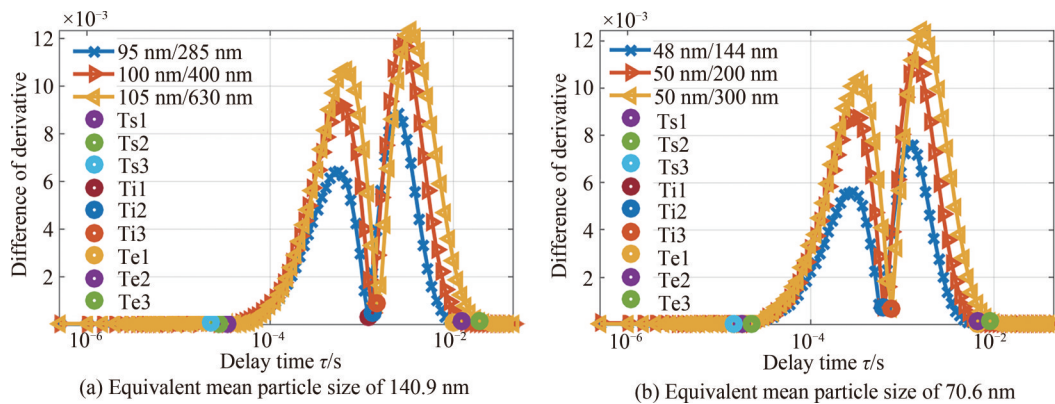 ×10⁻³
12
10
8
6
4
2
Difference of derivative
95 nm/285 nm
100 nm/400 nm
105 nm/630 nm
Ts1
Ts2
Ts3
Ti1
Ti2
Ti3
Te1
Te2
Te3
10⁻⁶
10⁻⁴
10⁻²
Delay time τ/s
(a) Equivalent mean particle size of 140.9 nm
×10⁻³
12
10
8
6
4
2
Difference of derivative
48 nm/144 nm
50 nm/200 nm
50 nm/300 nm
Ts1
Ts2
Ts3
Ti1
Ti2
Ti3
Te1
Te2
Te3
10⁻⁶
10⁻⁴
10⁻²
Delay time τ/s
(b) Equivalent mean particle size of 70.6 nm